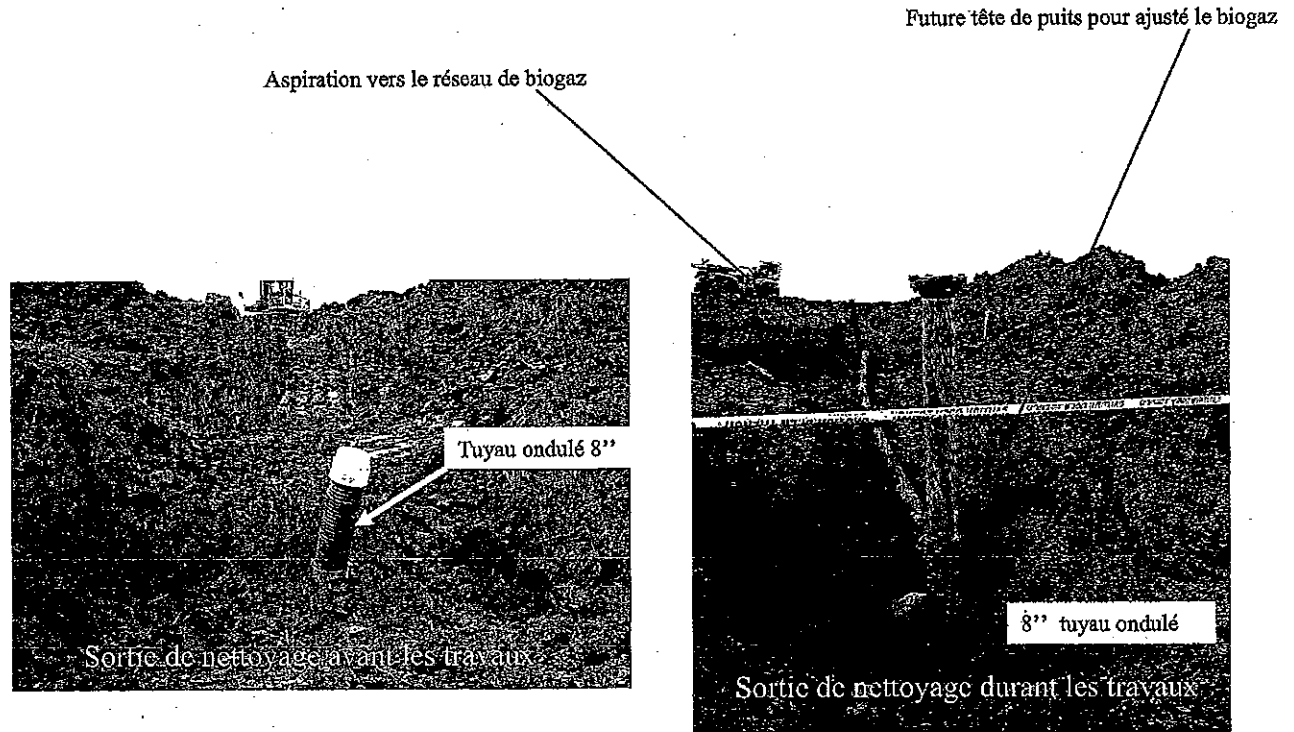 Future tête de puits pour ajusté le biogaz
Aspiration vers le réseau de biogaz
Tuyau ondulé 8’’
8’’ tuyau ondulé
Sortie de nettoyage avant les travaux
Sortie de nettoyage durant les travaux